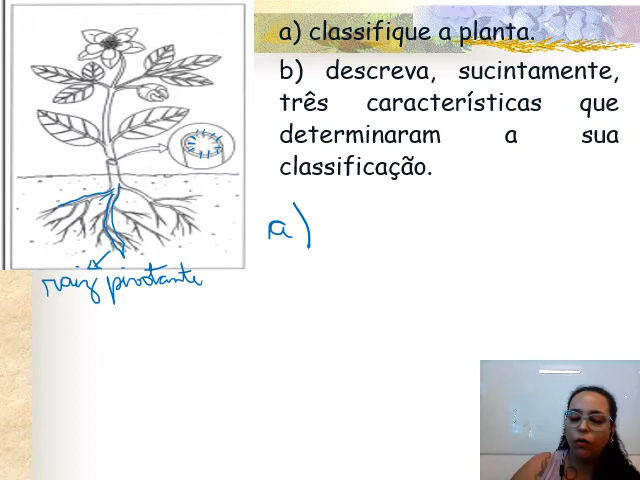 a) classifique a planta.
b) descreva, sucintamente,
três características que
determinaram a sua
classificação.
a)
raiz pivotante